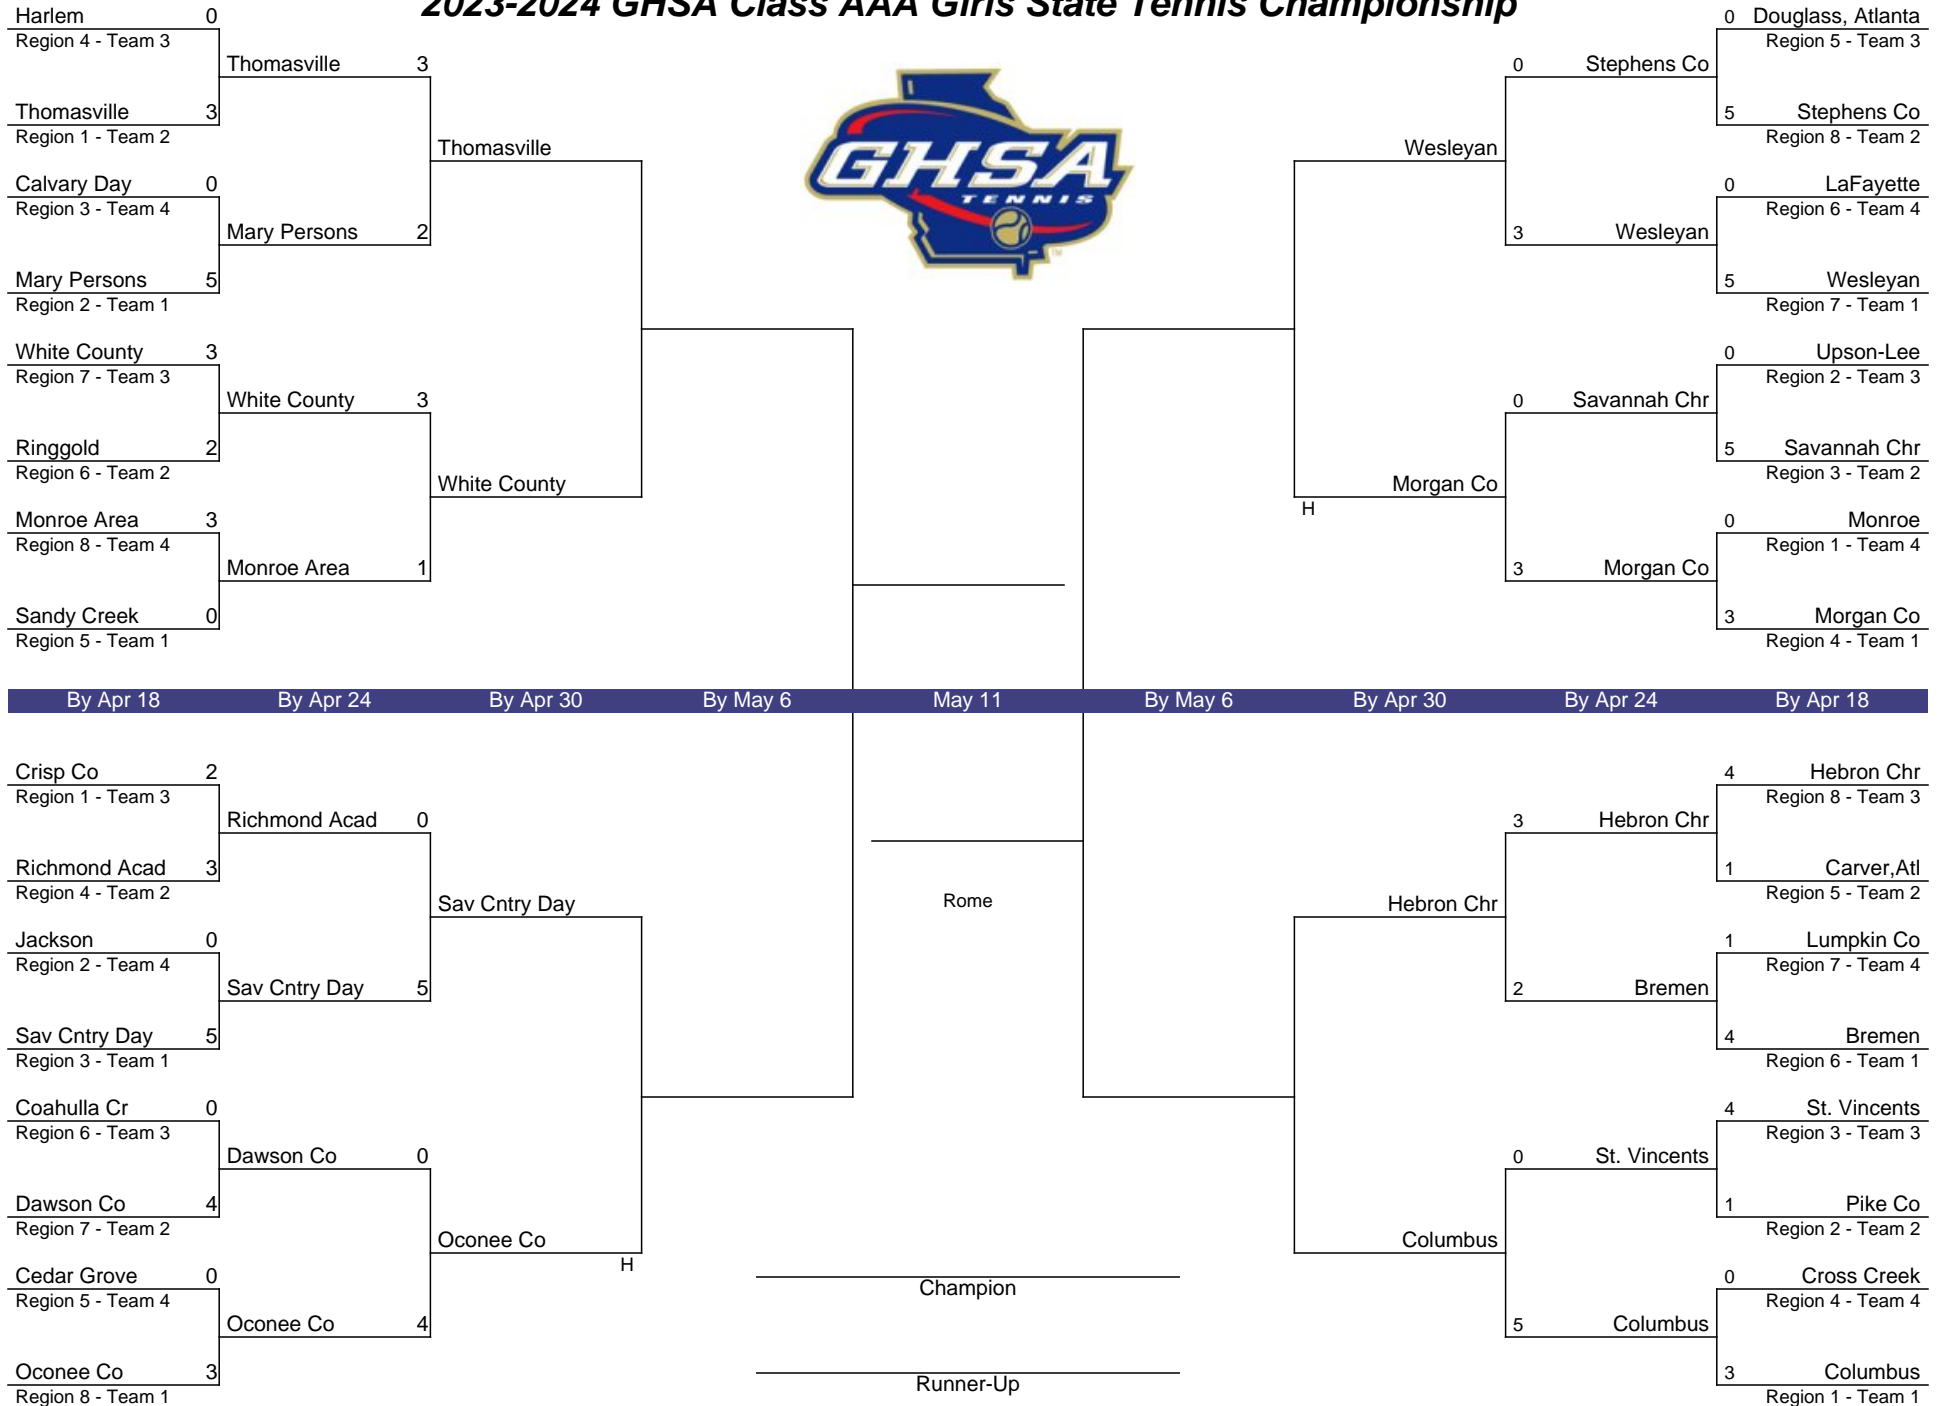 2023-2024 GHSA Class AAA Girls State Tennis Championship
Harlem 0
Region 4 - Team 3
Thomasville 3
Thomasville 3
Region 1 - Team 2
Thomasville
Calvary Day 0
Region 3 - Team 4
Mary Persons 2
Mary Persons 5
Region 2 - Team 1
White County 3
Region 7 - Team 3
White County 3
Ringgold 2
Region 6 - Team 2
White County
Monroe Area 3
Region 8 - Team 4
Monroe Area 1
Sandy Creek 0
Region 5 - Team 1
GHSA
TENNIS
TM
0 Douglass, Atlanta
Region 5 - Team 3
0 Stephens Co
5 Stephens Co
Region 8 - Team 2
Wesleyan
0 LaFayette
Region 6 - Team 4
3 Wesleyan
5 Wesleyan
Region 7 - Team 1
0 Upson-Lee
Region 2 - Team 3
0 Savannah Chr
5 Savannah Chr
Region 3 - Team 2
Morgan Co
H
0 Monroe
Region 1 - Team 4
3 Morgan Co
3 Morgan Co
Region 4 - Team 1
By Apr 18 By Apr 24 By Apr 30 By May 6 May 11 By May 6 By Apr 30 By Apr 24 By Apr 18
Crisp Co 2
Region 1 - Team 3
Richmond Acad 0
Richmond Acad 3
Region 4 - Team 2
Sav Cntry Day
Jackson 0
Region 2 - Team 4
Sav Cntry Day 5
Sav Cntry Day 5
Region 3 - Team 1
Coahulla Cr 0
Region 6 - Team 3
Dawson Co 0
Dawson Co 4
Region 7 - Team 2
Oconee Co
H
Cedar Grove 0
Region 5 - Team 4
Oconee Co 4
Oconee Co 3
Region 8 - Team 1
Rome
Champion
Runner-Up
4 Hebron Chr
Region 8 - Team 3
3 Hebron Chr
1 Carver,Atl
Region 5 - Team 2
Hebron Chr
1 Lumpkin Co
Region 7 - Team 4
2 Bremen
4 Bremen
Region 6 - Team 1
4 St. Vincents
Region 3 - Team 3
0 St. Vincents
1 Pike Co
Region 2 - Team 2
Columbus
0 Cross Creek
Region 4 - Team 4
5 Columbus
3 Columbus
Region 1 - Team 1